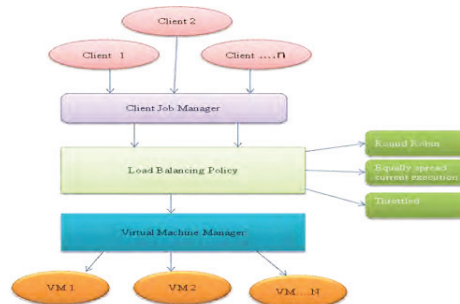 Client 2
Client 1
Client ....n
Client Job Manager
Round Robin
Load Balancing Policy
Equally spread
current execution
Throttled
Virtual Machine Manager
VM 1
VM 2
VM....N